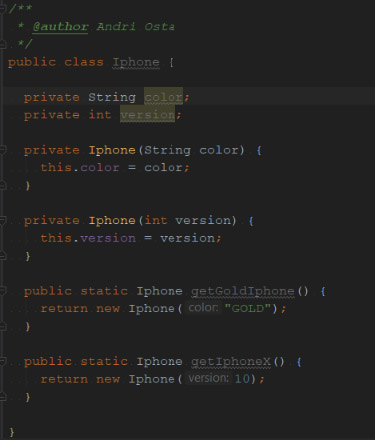 /**
 * @author Andri Osta
 */
public class Iphone {
private String color;
private int version;
private Iphone(String color) {
this.color = color;
}
private Iphone(int version) {
this.version = version;
}
public static Iphone getGoldIphone() {
return new Iphone( color: "GOLD");
}
public static Iphone getIphoneX() {
return new Iphone( version: 10);
}
}